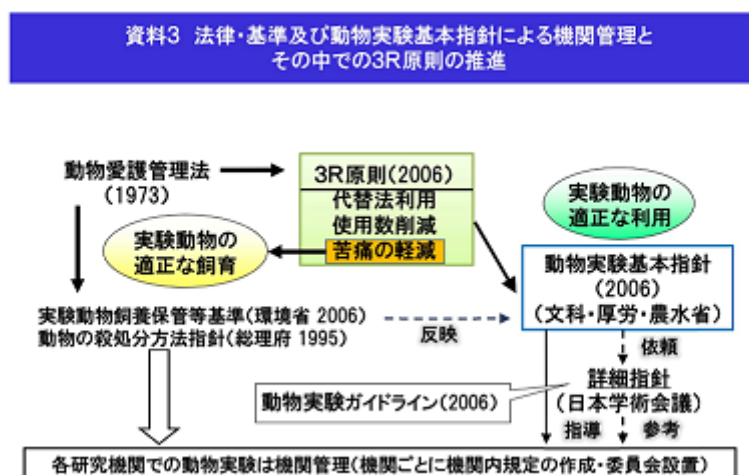 資料3 法律・基準及び動物実験基本指針による機関管理と
その中での3R原則の推進
動物愛護管理法
(1973)
3R原則(2006)
代替法利用
使用数削減
苦痛の軽減
実験動物の
適正な利用
実験動物の
適正な飼育
動物実験基本指針
(2006)
(文科・厚労・農水省)
実験動物飼養保管等基準(環境省 2006)
動物の殺処分方法指針(総理府 1995)
反映
依頼
詳細指針
(日本学術会議)
動物実験ガイドライン(2006)
指導
参考
各研究機関での動物実験は機関管理(機関ごとに機関内規定の作成・委員会設置)